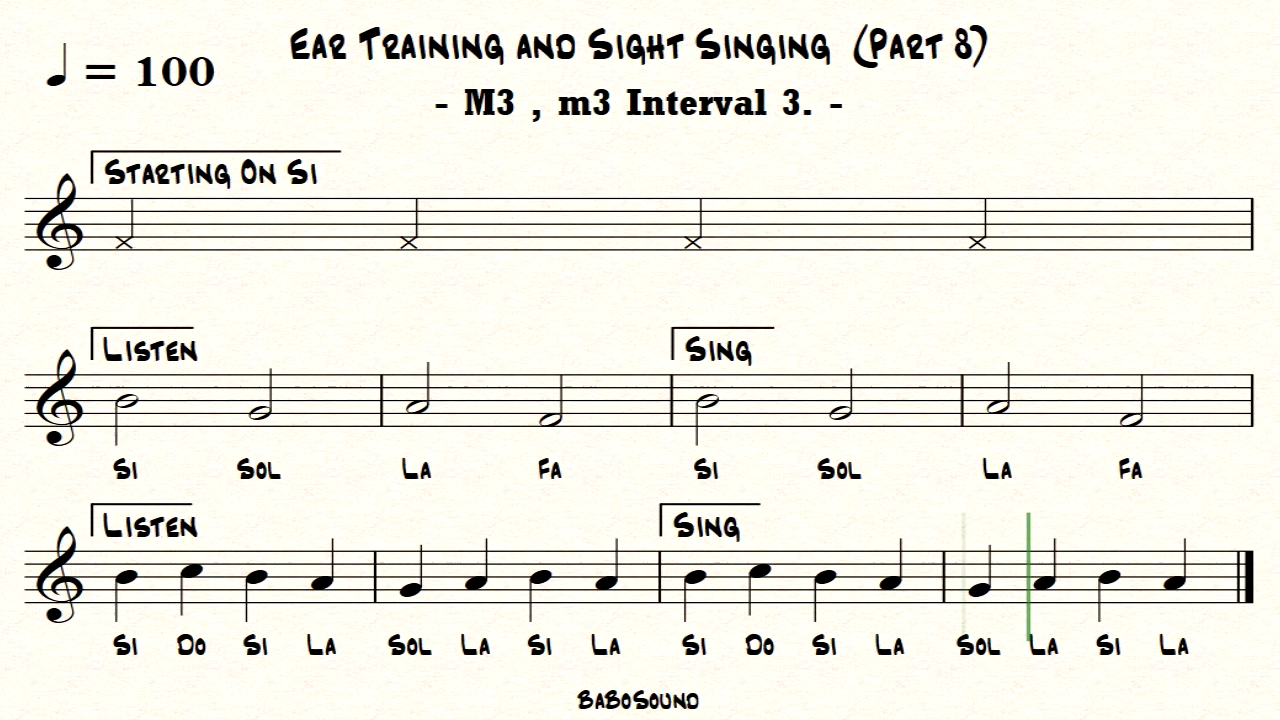 Ear Training and Sight Singing (Part 8)
= 100
- M3 , m3 Interval 3. -
Starting On Si
Listen Sing
Si Sol La Fa Si Sol La Fa
Listen Sing
Si Do Si La Sol La Si La Si Do Si La Sol La Si La
BaBoSound